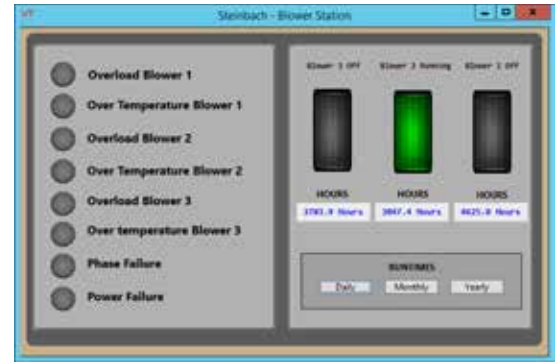 Steinbach - Blower Station
Overload Blower 1
Over Temperature Blower 1
Overload Blower 2
Over Temperature Blower 2
Overload Blower 3
Over temperature Blower 3
Phase Failure
Power Failure
Off
Running
Off
HOURS HOURS HOURS
Hours Hours Hours
RUNTIMES
Daily Monthly Yearly